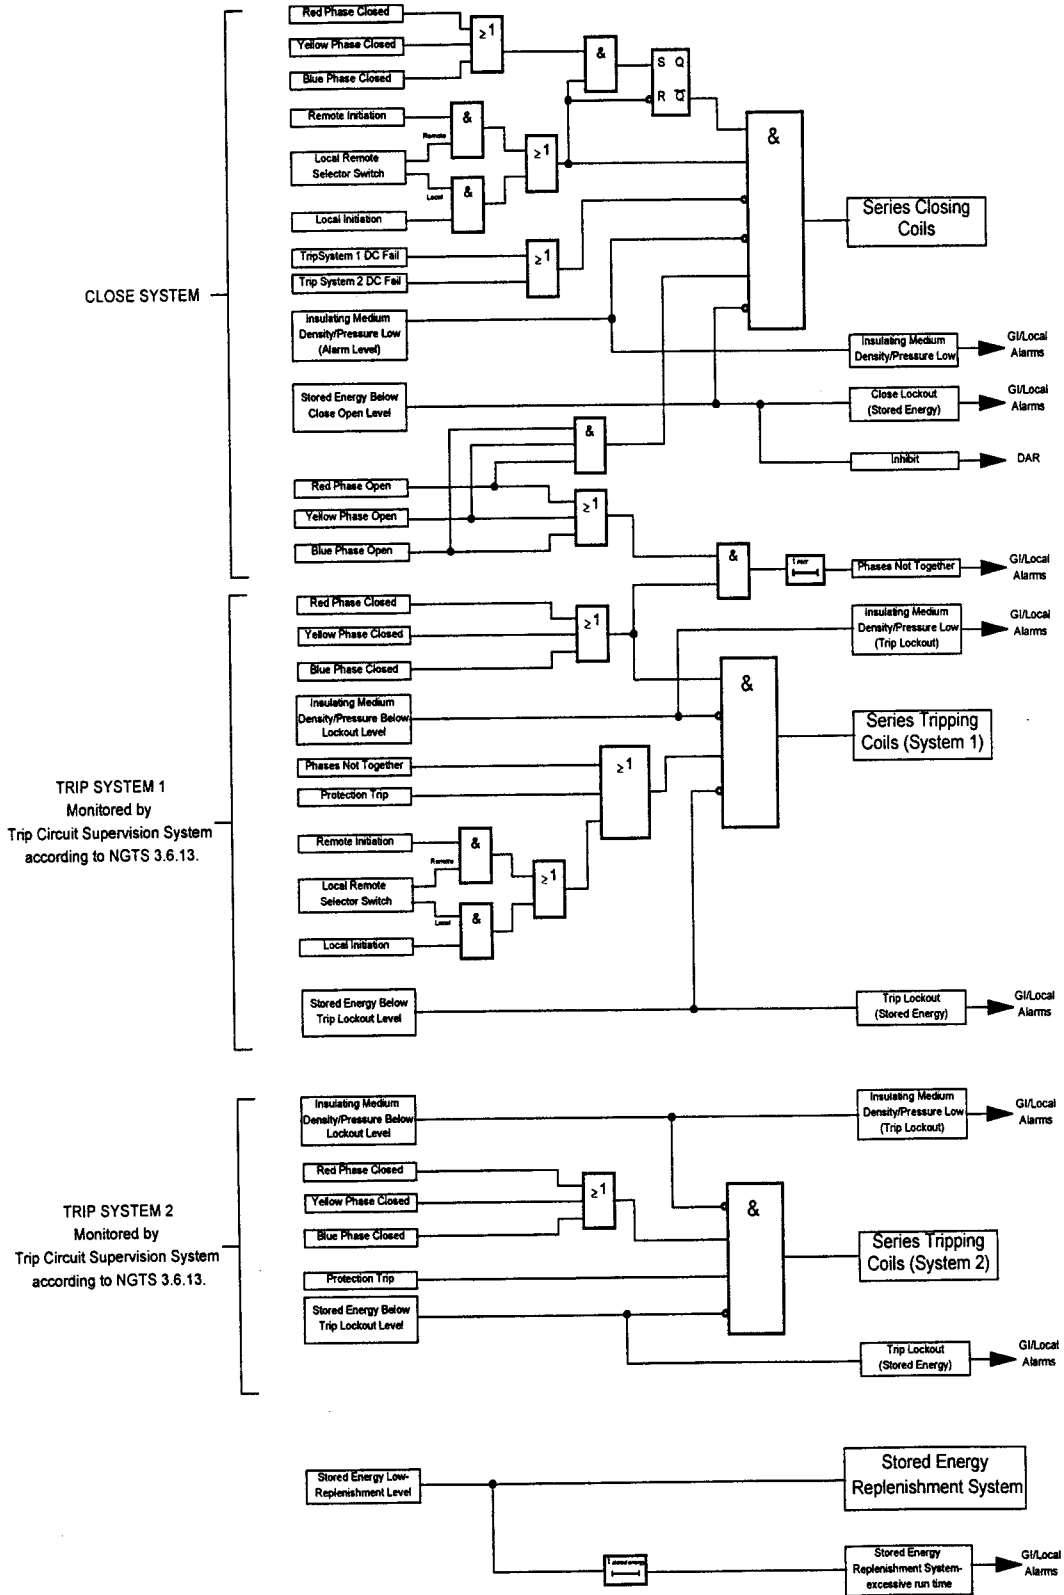 Red Phase Closed
≥1
Yellow Phase Closed
Blue Phase Closed
&
S Q
R Q̅
Remote Initiation
&
Remote
Local Remote
Selector Switch
≥1
Local
&
Local Initiation
&
Series Closing
Coils
TripSystem 1 DC Fail
≥1
Trip System 2 DC Fail
CLOSE SYSTEM
Insulating Medium
Density/Pressure Low
(Alarm Level)
Insulating Medium
Density/Pressure Low
GI/Local
Alarms
Stored Energy Below
Close Open Level
Close Lockout
(Stored Energy)
GI/Local
Alarms
&
Inhibit
DAR
Red Phase Open
≥1
Yellow Phase Open
Blue Phase Open
&
Phases Not Together
GI/Local
Alarms
Red Phase Closed
≥1
Yellow Phase Closed
Blue Phase Closed
Insulating Medium
Density/Pressure Low
(Trip Lockout)
GI/Local
Alarms
&
Insulating Medium
Density/Pressure Below
Lockout Level
Series Tripping
Coils (System 1)
Phases Not Together
≥1
Protection Trip
TRIP SYSTEM 1
Monitored by
Trip Circuit Supervision System
according to NGTS 3.6.13.
Remote Initiation
&
Remote
Local Remote
Selector Switch
≥1
Local
&
Local Initiation
Stored Energy Below
Trip Lockout Level
Trip Lockout
(Stored Energy)
GI/Local
Alarms
Insulating Medium
Density/Pressure Below
Lockout Level
Insulating Medium
Density/Pressure Low
(Trip Lockout)
GI/Local
Alarms
Red Phase Closed
≥1
Yellow Phase Closed
Blue Phase Closed
&
Series Tripping
Coils (System 2)
TRIP SYSTEM 2
Monitored by
Trip Circuit Supervision System
according to NGTS 3.6.13.
Protection Trip
Stored Energy Below
Trip Lockout Level
Trip Lockout
(Stored Energy)
GI/Local
Alarms
Stored Energy Low-
Replenishment Level
Stored Energy
Replenishment System
t stored energy
Stored Energy
Replenishment System-
excessive run time
GI/Local
Alarms